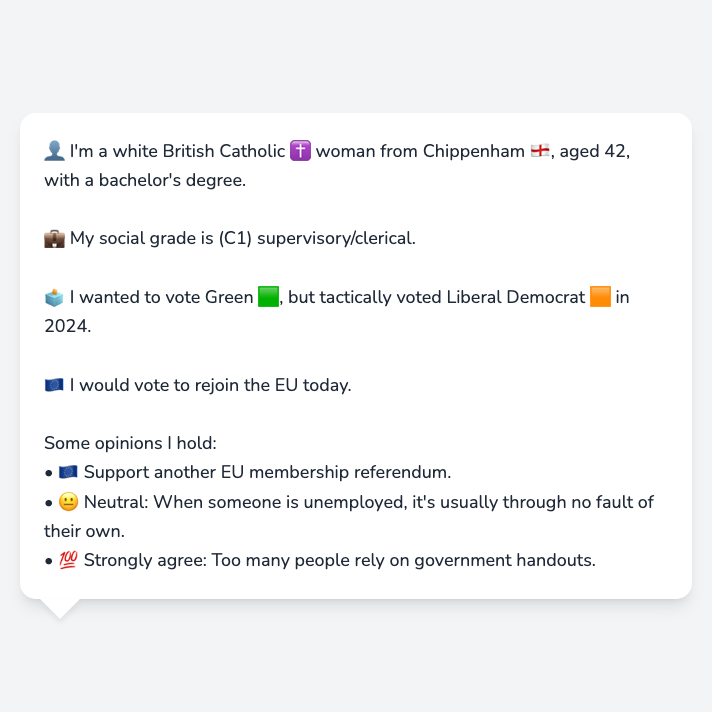 👤 I'm a white British Catholic ✝️ woman from Chippenham 🏴󠁧󠁢󠁥󠁮󠁧󠁿, aged 42,
with a bachelor's degree.
💼 My social grade is (C1) supervisory/clerical.
🗳️ I wanted to vote Green 🟩, but tactically voted Liberal Democrat 🟧 in
2024.
🇪🇺 I would vote to rejoin the EU today.
Some opinions I hold:
• 🇪🇺 Support another EU membership referendum.
• 😐 Neutral: When someone is unemployed, it's usually through no fault of
their own.
• 💯 Strongly agree: Too many people rely on government handouts.